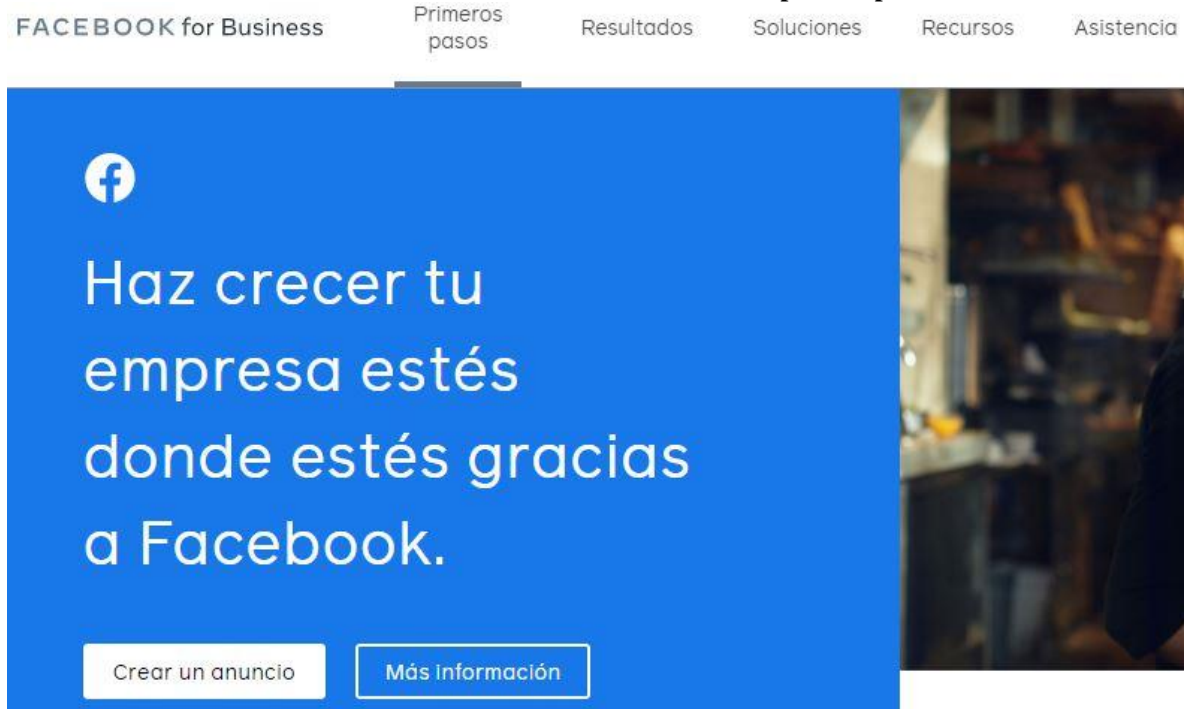 FACEBOOK for Business
Primeros
pasos
Resultados
Soluciones
Recursos
Asistencia
Haz crecer tu
empresa estés
donde estés gracias
a Facebook.
Crear un anuncio
Más información